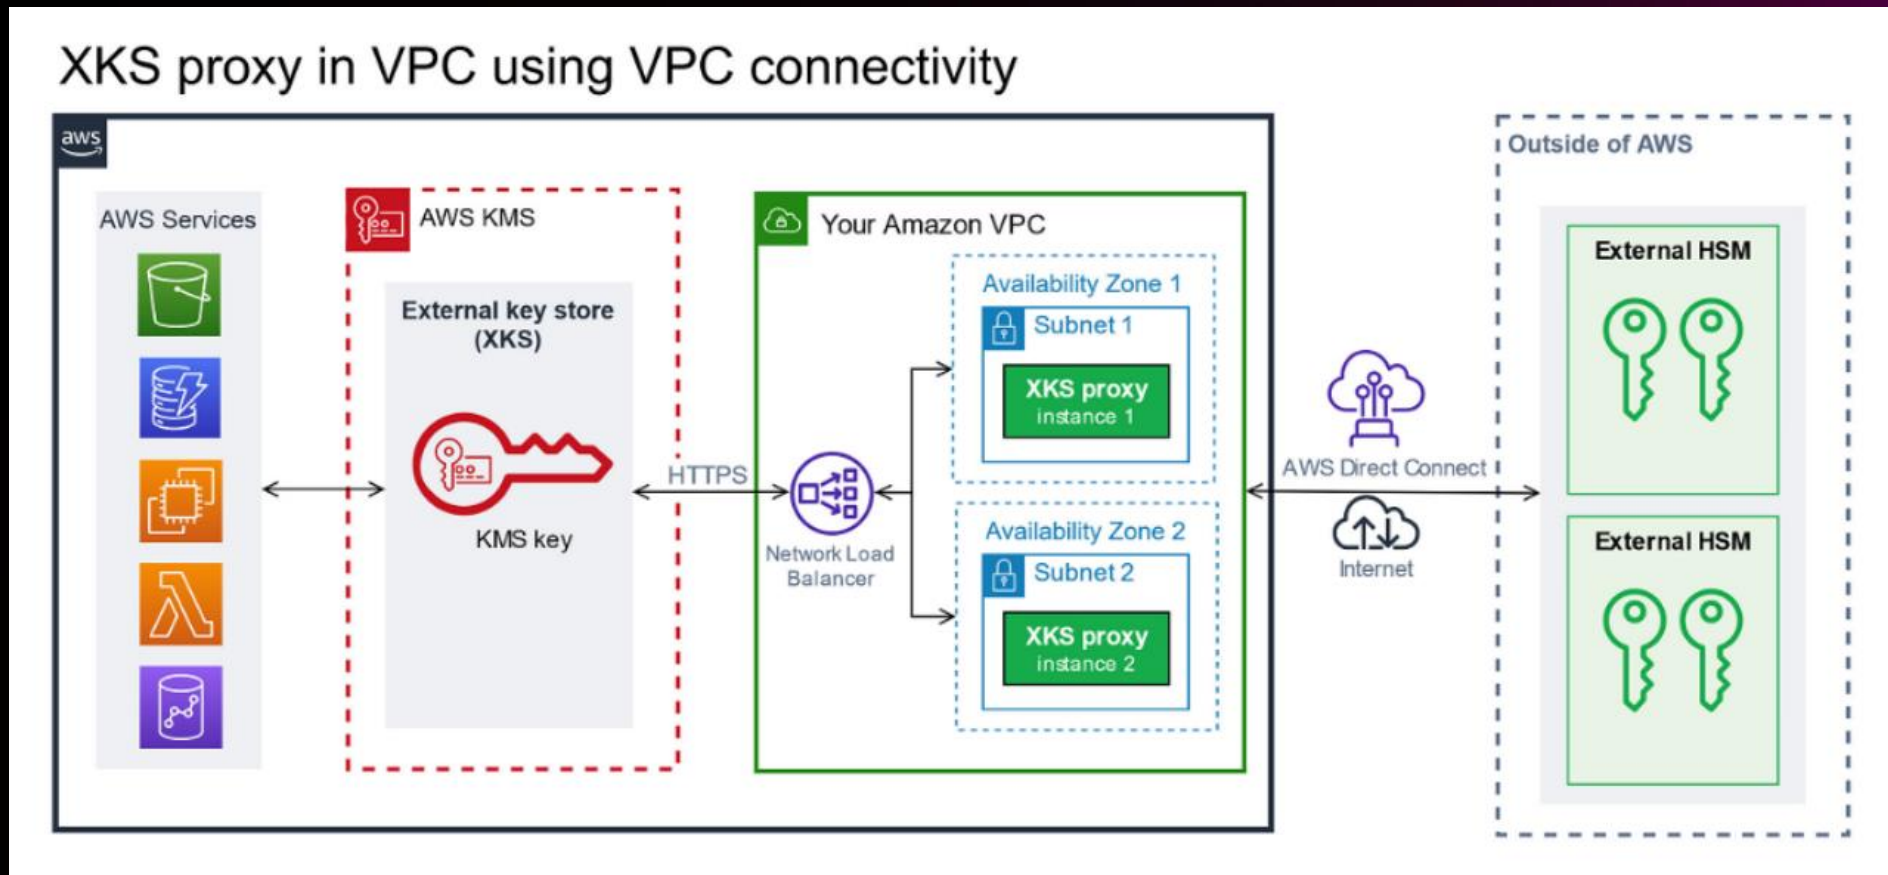 XKS proxy in VPC using VPC connectivity
aws
AWS Services
AWS KMS
External key store
(XKS)
KMS key
HTTPS
Your Amazon VPC
Network Load
Balancer
Availability Zone 1
Subnet 1
XKS proxy
instance 1
Availability Zone 2
Subnet 2
XKS proxy
instance 2
AWS Direct Connect
Internet
Outside of AWS
External HSM
External HSM